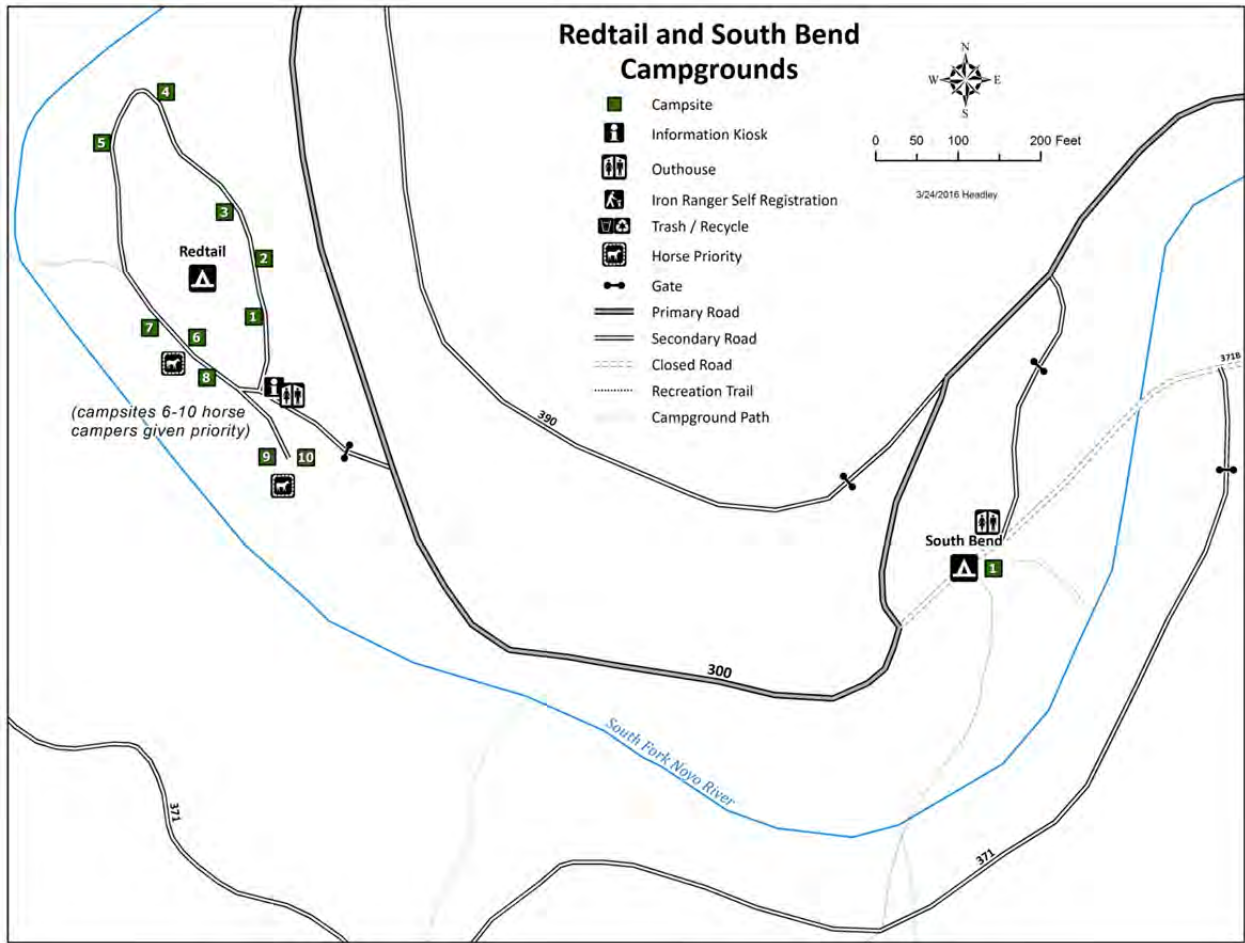 Redtail and South Bend
Campgrounds
Campsite
Information Kiosk
Outhouse
Iron Ranger Self Registration
Trash / Recycle
Horse Priority
Gate
Primary Road
Secondary Road
Closed Road
Recreation Trail
Campground Path
N
W E
S
0 50 100 200 Feet
3/24/2016 Headley
4
5
3
Redtail
2
1
7
6
8
(campsites 6-10 horse
campers given priority)
9 10
390
371B
South Bend
1
300
South Fork Noyo River
371
371